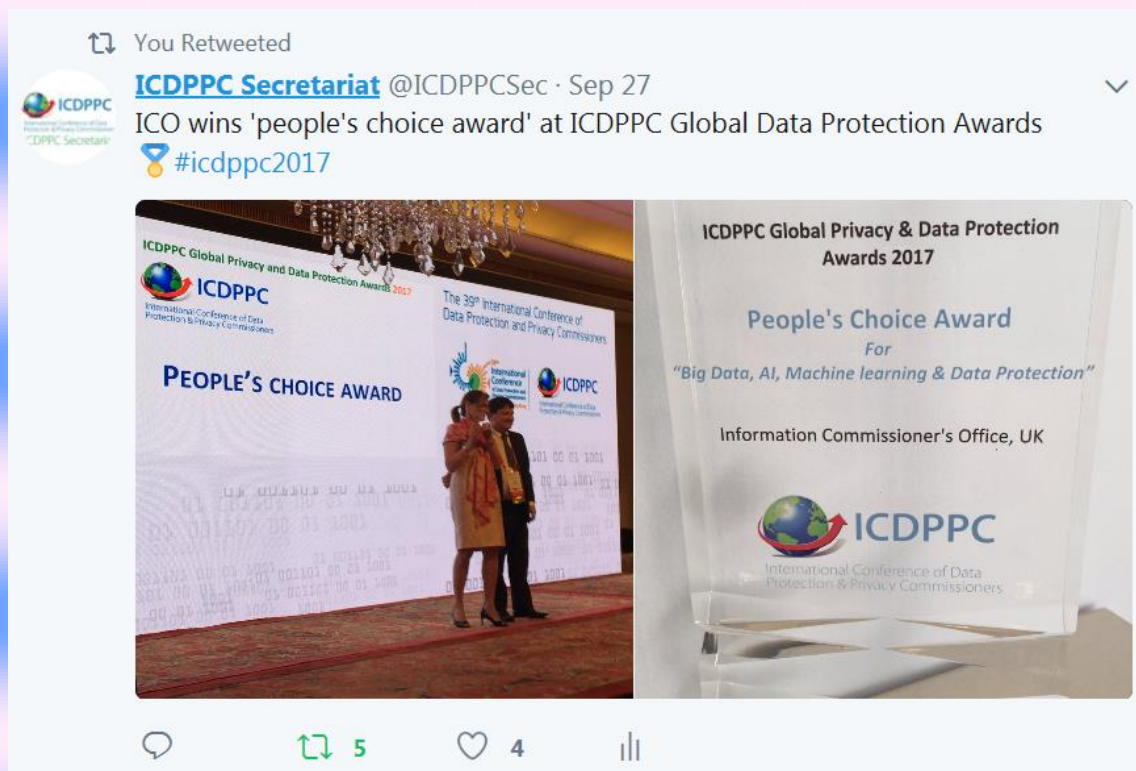 You Retweeted
ICDPPC Secretariat @ICDPPCSec · Sep 27
ICO wins 'people's choice award' at ICDPPC Global Data Protection Awards
#icdppc2017
ICDPPC
ICDPPC Global Privacy and Data Protection Awards 2017
ICDPPC
International Conference of Data
Protection & Privacy Commissioners
PEOPLE'S CHOICE AWARD
The 39th International Conference of
Data Protection and Privacy Commissioners
International
Conference
ICDPPC
ICDPPC Global Privacy & Data Protection
Awards 2017
People's Choice Award
For
"Big Data, AI, Machine learning & Data Protection"
Information Commissioner's Office, UK
ICDPPC
International Conference of Data
Protection & Privacy Commissioners
5
4